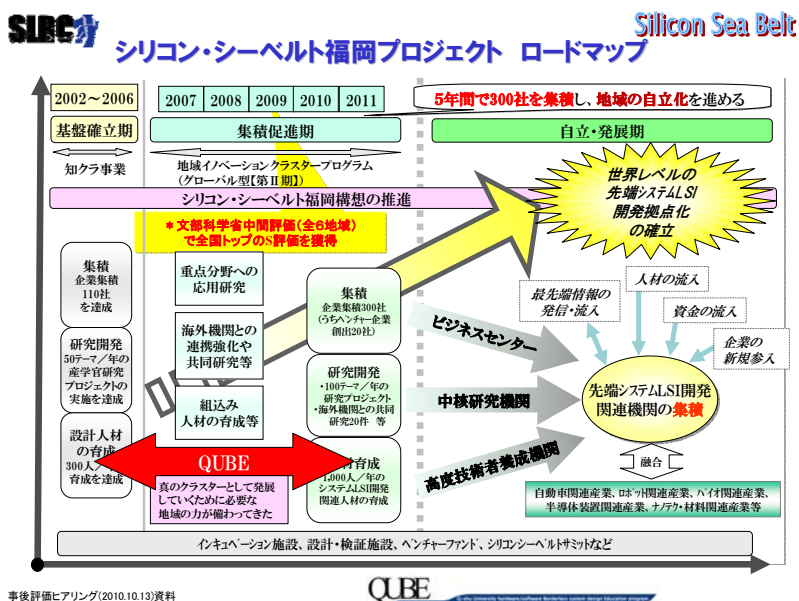 SLRC
Silicon Sea Belt
シリコン・シーベルト福岡プロジェクト ロードマップ
2002～2006
2007
2008
2009
2010
2011
5年間で300社を集積し、地域の自立化を進める
基盤確立期
集積促進期
自立・発展期
知クラ事業
地域イノベーションクラスタープログラム
(グローバル型【第Ⅱ期】)
シリコン・シーベルト福岡構想の推進
世界レベルの
先端システムLSI
開発拠点化
の確立
＊文部科学省中間評価(全6地域)
で全国トップのS評価を獲得
集積
企業集積
110社
を達成
研究開発
50テーマ／年の
産学官研究
プロジェクトの
実施を達成
設計人材
の育成
300人／
育成を達成
重点分野への
応用研究
海外機関との
連携強化や
共同研究等
組込み
人材の育成等
集積
企業集積300社
(うちベンチャー企業
創出20社)
研究開発
・100テーマ／年の
研究プロジェクト
・海外機関との共同
研究20件 等
材育成
1,000人／年の
システムLSI開発
関連人材の育成
QUBE
真のクラスターとして発展
していくために必要な
地域の力が備わってきた
ビジネスセンター
中核研究機関
高度技術者養成機関
最先端情報の
発信・流入
人材の流入
資金の流入
企業の
新規参入
先端システムLSI開発
関連機関の集積
融合
自動車関連産業、ロボット関連産業、バイオ関連産業、
半導体装置関連産業、ナノテク・材料関連産業等
インキュベーション施設、設計・検証施設、ベンチャーファンド、シリコンシーベルトサミットなど
事後評価ヒアリング(2010.10.13)資料
QUBE